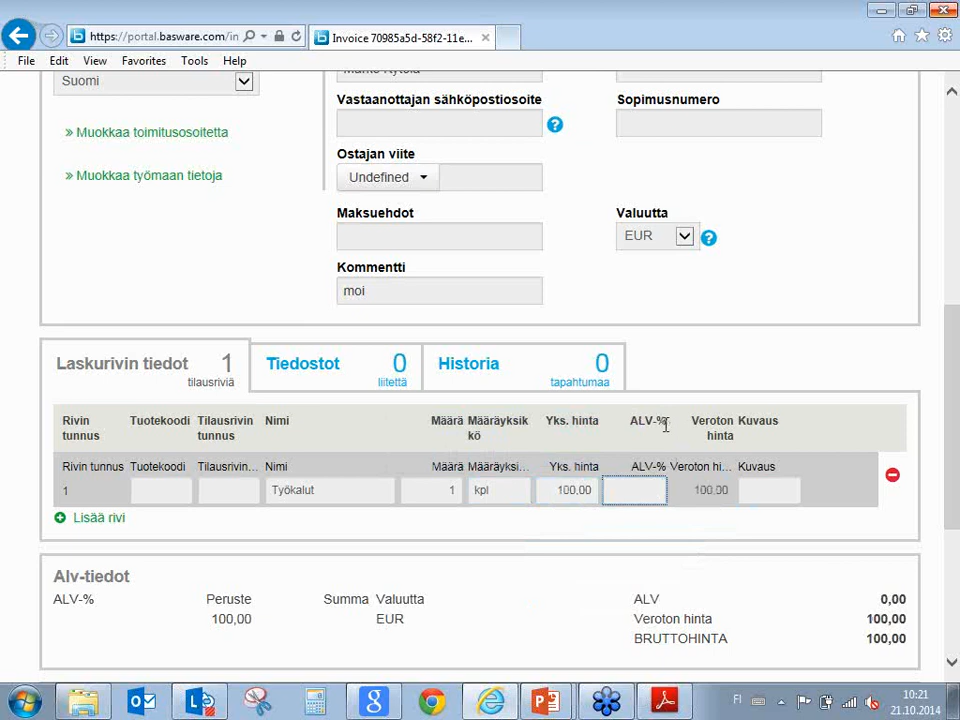 https://portal.basware.com/in
Invoice 70985a5d-58f2-11e...
File Edit View Favorites Tools Help
Suomi
» Muokkaa toimitusosoitetta
» Muokkaa työmaan tietoja
Vastaanottajan sähköpostiosoite
Sopimusnumero
Ostajan viite
Undefined
Maksuehdot
Valuutta
EUR
Kommentti
moi
Laskurivin tiedot 1
tilausriviä
Tiedostot 0
liitettä
Historia 0
tapahtumaa
Rivin tunnus Tuotekoodi Tilausrivin tunnus Nimi Määrä Määräyksikkö Yks. hinta ALV-% Veroton hinta Kuvaus
Rivin tunnus Tuotekoodi Tilausrivin... Nimi Määrä Määräyksi... Yks. hinta ALV-% Veroton hi... Kuvaus
1 Työkalut 1 kpl 100,00 100,00
Lisää rivi
Alv-tiedot
ALV-% Peruste Summa Valuutta ALV 0,00
100,00 EUR Veroton hinta 100,00
BRUTTOHINTA 100,00
FI
10:21
21.10.2014